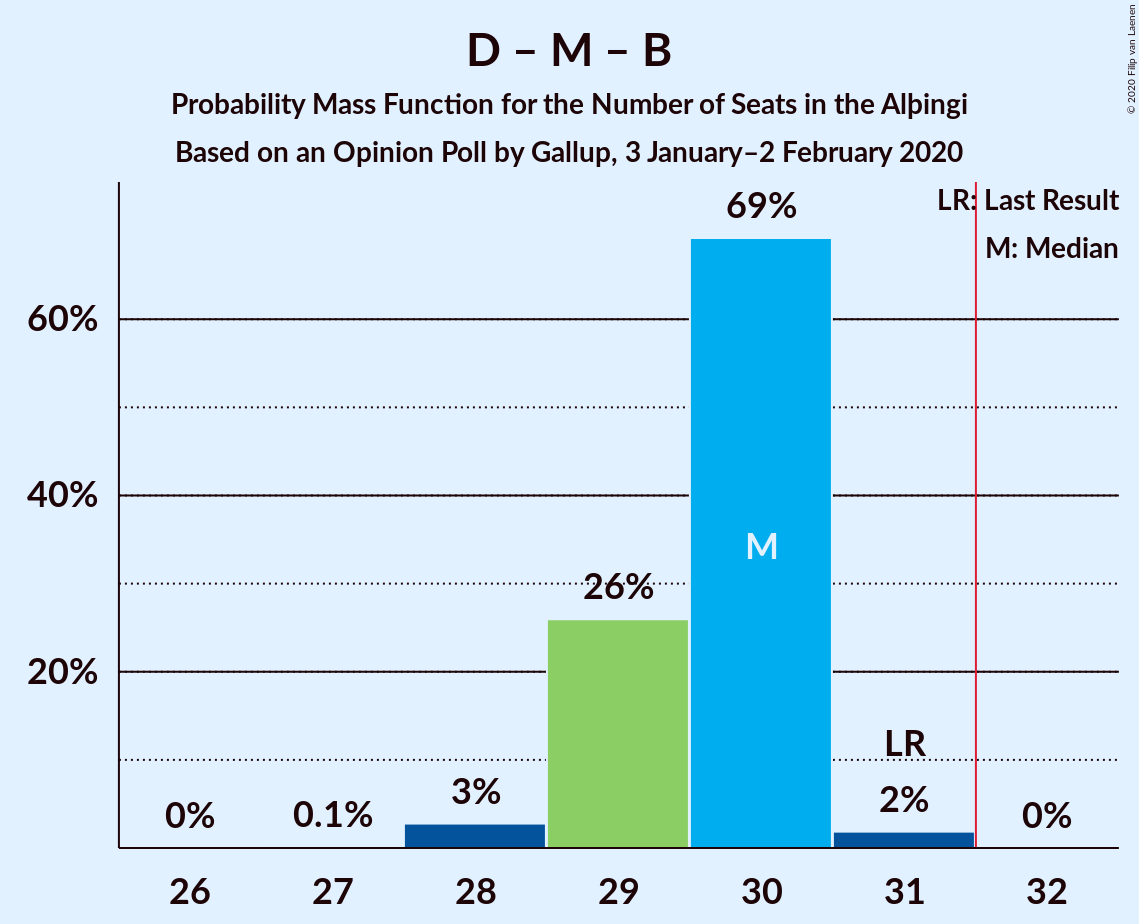 D – M – B
Probability Mass Function for the Number of Seats in the Alþingi
Based on an Opinion Poll by Gallup, 3 January–2 February 2020
© 2020 Filip van Laenen
LR: Last Result
M: Median
69%
60%
40%
M
26%
20%
LR
3%
2%
0%
0.1%
0%
26
27
28
29
30
31
32